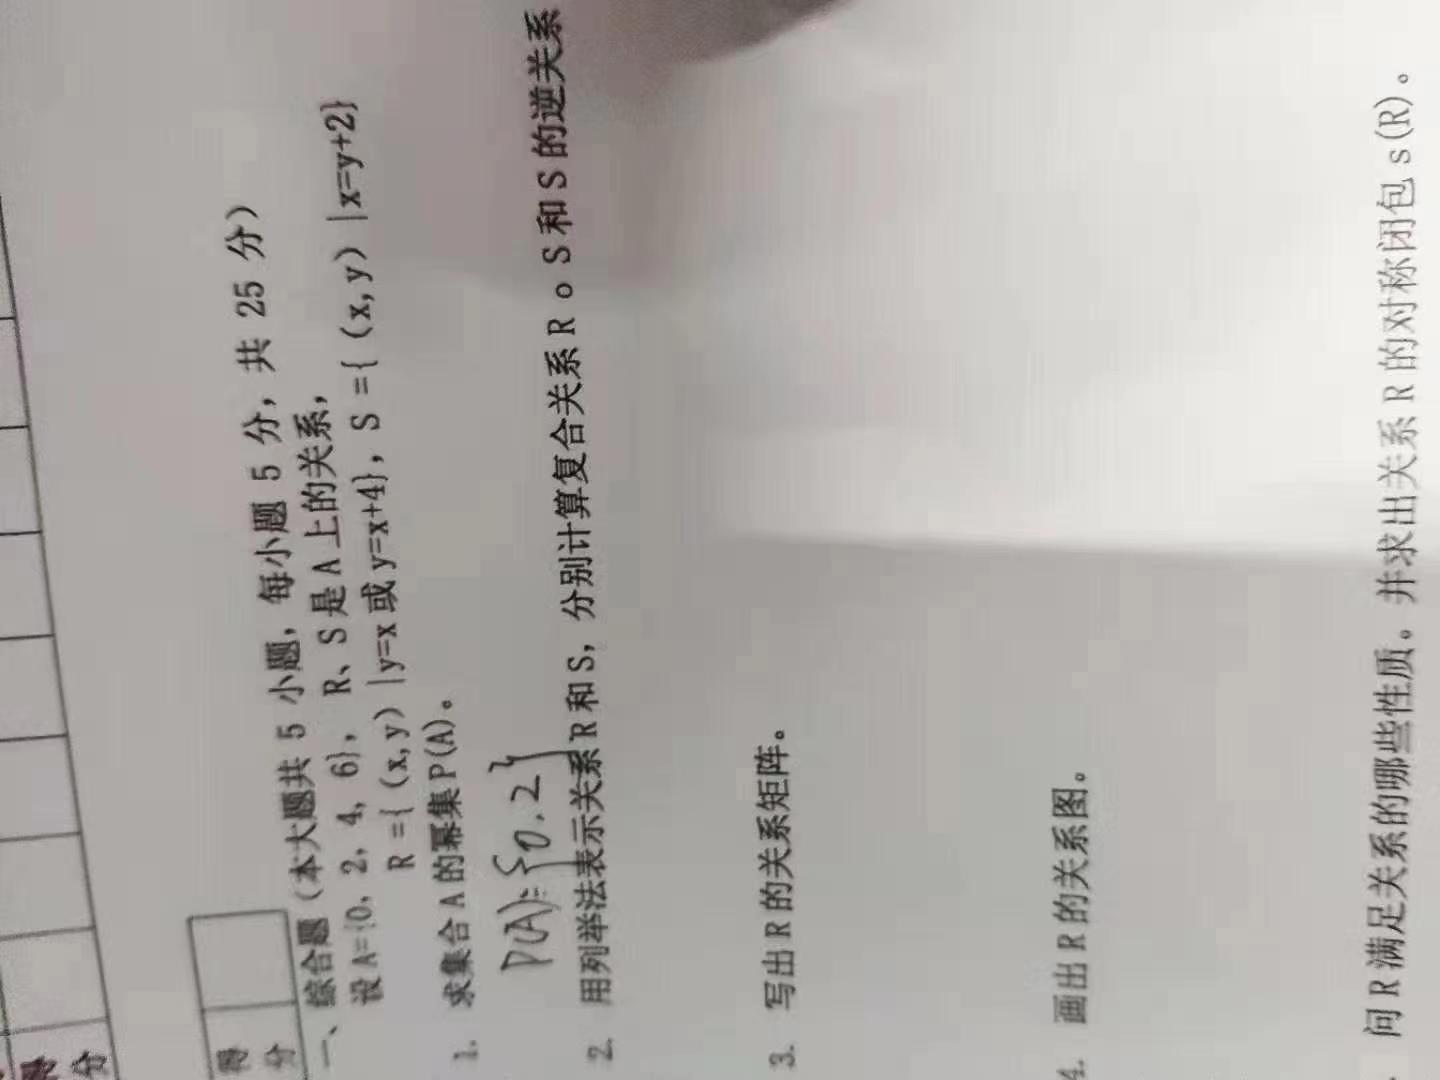 得分
得分
一、综合题（本大题共 5 小题，每小题 5 分，共 25 分）
设 A={0, 2, 4, 6}，R、S 是 A 上的关系，
R ={ (x,y) |y=x 或 y=x+4}，S ={ (x,y) |x=y+2}
1. 求集合 A 的幂集 P(A)。
P(A)={0.2}
2. 用列举法表示关系 R 和 S，分别计算复合关系 R o S 和 S 的逆关系
3. 写出 R 的关系矩阵。
4. 画出 R 的关系图。
问 R 满足关系的哪些性质。并求出关系 R 的对称闭包 s(R)。